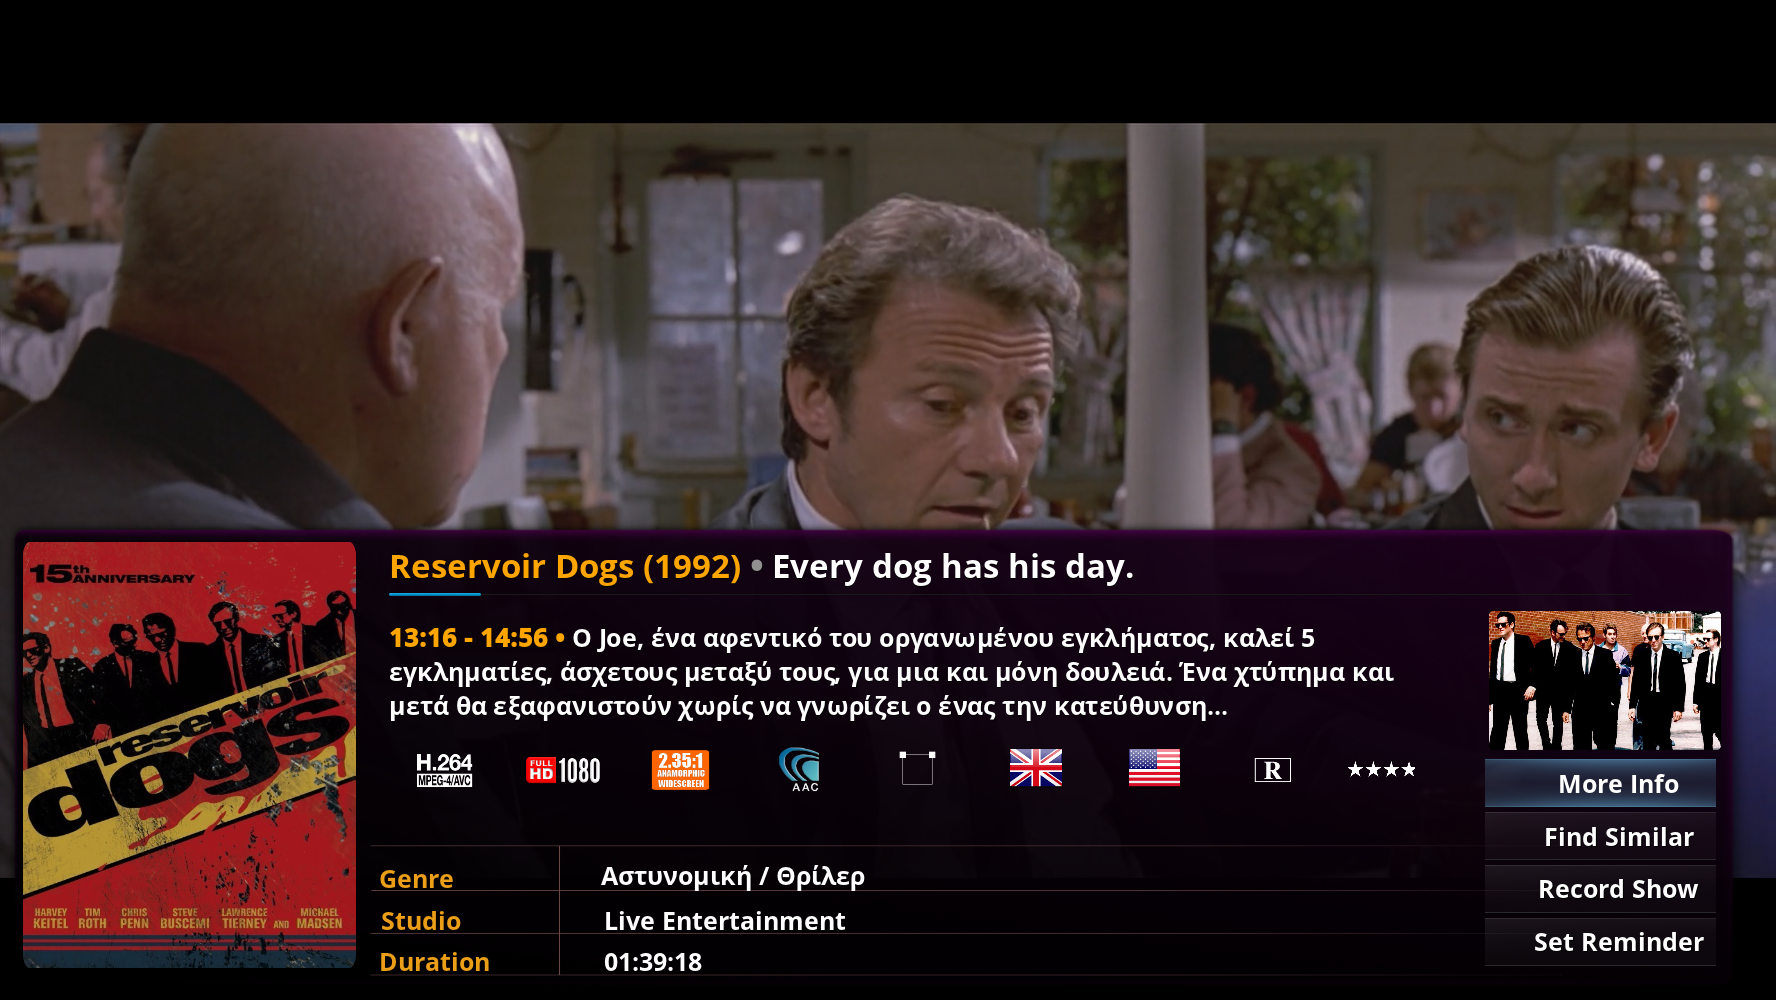 Reservoir Dogs (1992) • Every dog has his day.
13:16 - 14:56 • Ο Joe, ένα αφεντικό του οργανωμένου εγκλήματος, καλεί 5
εγκληματίες, άσχετους μεταξύ τους, για μια και μόνη δουλειά. Ένα χτύπημα και
μετά θα εξαφανιστούν χωρίς να γνωρίζει ο ένας την κατεύθυνση...
H.264
MPEG-4/AVC
FULL
HD 1080
2.35:1
ANAMORPHIC
WIDESCREEN
AAC
R
Genre Αστυνομική / Θρίλερ
Studio Live Entertainment
Duration 01:39:18
More Info
Find Similar
Record Show
Set Reminder
15th
ANNIVERSARY
reservoir
dogs
HARVEY KEITEL TIM ROTH CHRIS PENN STEVE BUSCEMI LAWRENCE TIERNEY AND MICHAEL MADSEN